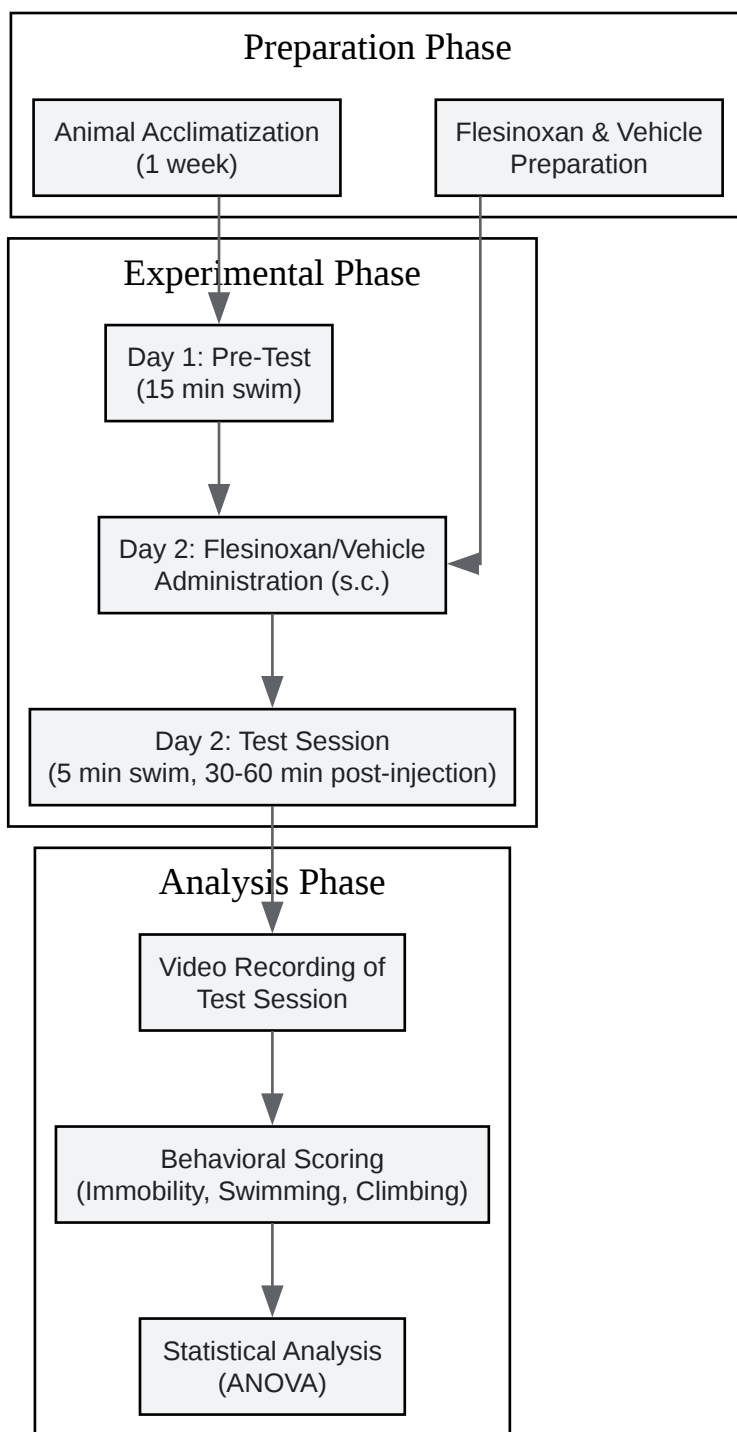 Preparation Phase
Animal Acclimatization
(1 week)
Flesinoxan & Vehicle
Preparation
Experimental Phase
Day 1: Pre-Test
(15 min swim)
Day 2: Flesinoxan/Vehicle
Administration (s.c.)
Day 2: Test Session
(5 min swim, 30-60 min post-injection)
Analysis Phase
Video Recording of
Test Session
Behavioral Scoring
(Immobility, Swimming, Climbing)
Statistical Analysis
(ANOVA)